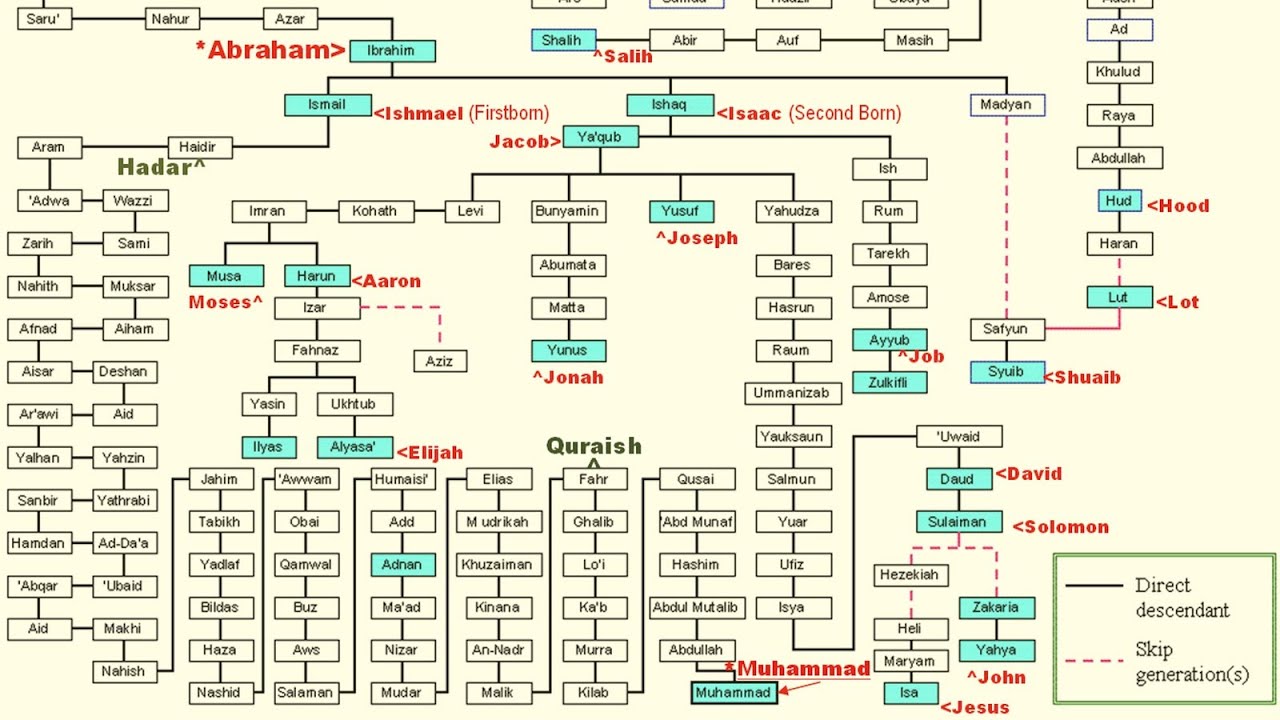 Saru'
Nahur
Azar
*Abraham>
Ibrahim
Shalih
Abir
Auf
Masih
^Salih
Ad
Khulud
Raya
Abdullah
Hud
<Hood
Haran
Lut
<Lot
Ismail
<Ishmael (Firstborn)
Ishaq
<Isaac (Second Born)
Madyan
Jacob>
Ya'qub
Aram
Haidir
Hadar^
Ish
Rum
Tarekh
Amose
Ayyub
^Job
Zulkifli
Safyun
Syuib
<Shuaib
'Adwa
Wazzi
Zarih
Sami
Nahith
Muksar
Afnad
Aiham
Aisar
Deshan
Ar'awi
Aid
Yalhan
Yahzin
Sanbir
Yathrabi
Hamdan
Ad-Da'a
'Abqar
'Ubaid
Aid
Makhi
Nahish
Imran
Kohath
Levi
Bunyamin
Yusuf
^Joseph
Yahudza
Musa
Moses^
Harun
<Aaron
Izar
Fahnaz
Aziz
Yasin
Ukhtub
Ilyas
Alyasa'
<Elijah
Abumata
Matta
Yunus
^Jonah
Bares
Hasrun
Raum
Ummanizab
Yauksaun
Salmun
Yuar
Ufiz
Isya
Quraish
^
Jahim
Tabikh
Yadlaf
Bildas
Haza
Nashid
'Awwam
Obai
Qamwal
Buz
Aws
Salaman
Humaisi'
Add
Adnan
Ma'ad
Nizar
Mudar
Elias
Mudrikah
Khuzaiman
Kinana
An-Nadr
Malik
Fahr
Ghalib
Lo'i
Ka'b
Murra
Kilab
Qusai
'Abd Munaf
Hashim
Abdul Mutalib
Abdullah
*Muhammad
Muhammad
'Uwaid
Daud
<David
Sulaiman
<Solomon
Hezekiah
Heli
Maryam
Isa
<Jesus
Zakaria
Yahya
^John
Direct
descendant
Skip
generation(s)